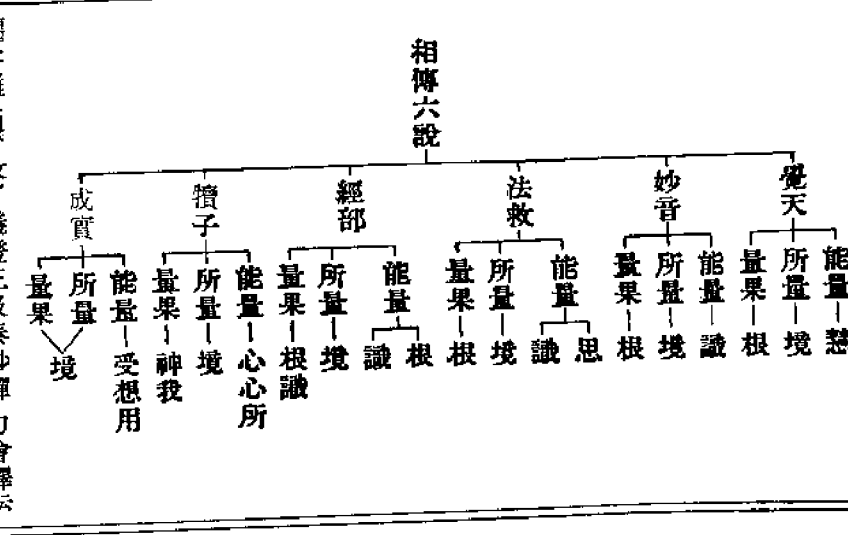 相傳六說
覺天
能量
慧
所量
境
量果
根
妙音
能量
識
所量
境
量果
根
法救
能量
思
識
所量
境
量果
根
經部
能量
根
識
所量
境
量果
根識
犢子
能量
心心所
所量
境
量果
神我
成實
能量
受想用
所量
量果
境